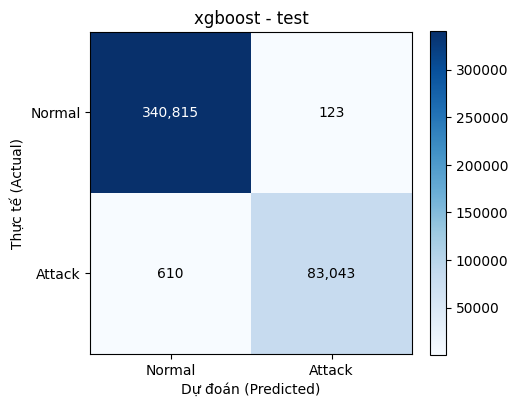 xgboost - test
Thực tế (Actual)
Normal
340,815
123
Attack
610
83,043
Normal
Attack
Dự đoán (Predicted)
300000
250000
200000
150000
100000
50000